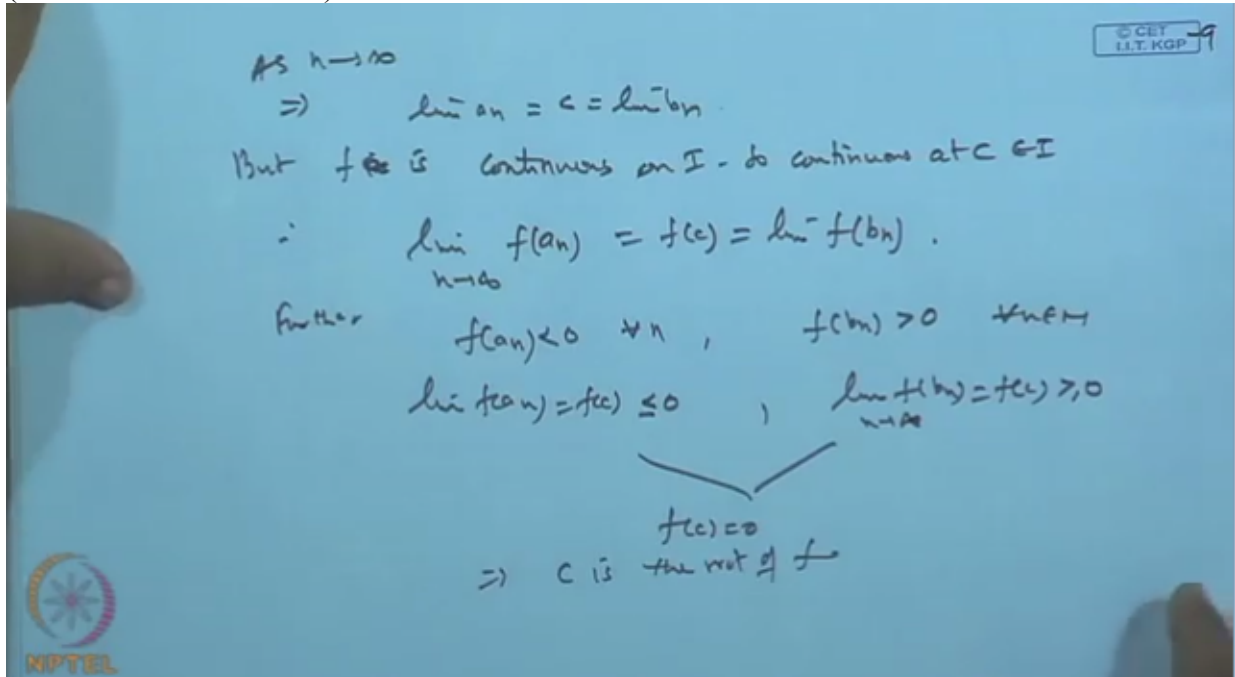 © CET
I.I.T. KGP
-9
As n→∞
⇒ lim an = c = lim bn.
But f is continuous on I - so continuous at c ∈ I
∴ lim f(an) = f(c) = lim f(bn).
n→∞
Further f(an)<0 ∀n, f(bn)>0 ∀n∈N
lim f(an)=f(c) ≤0, lim f(bn)=f(c)≥0
n→∞
f(c)=0
⇒ c is the root of f
NPTEL